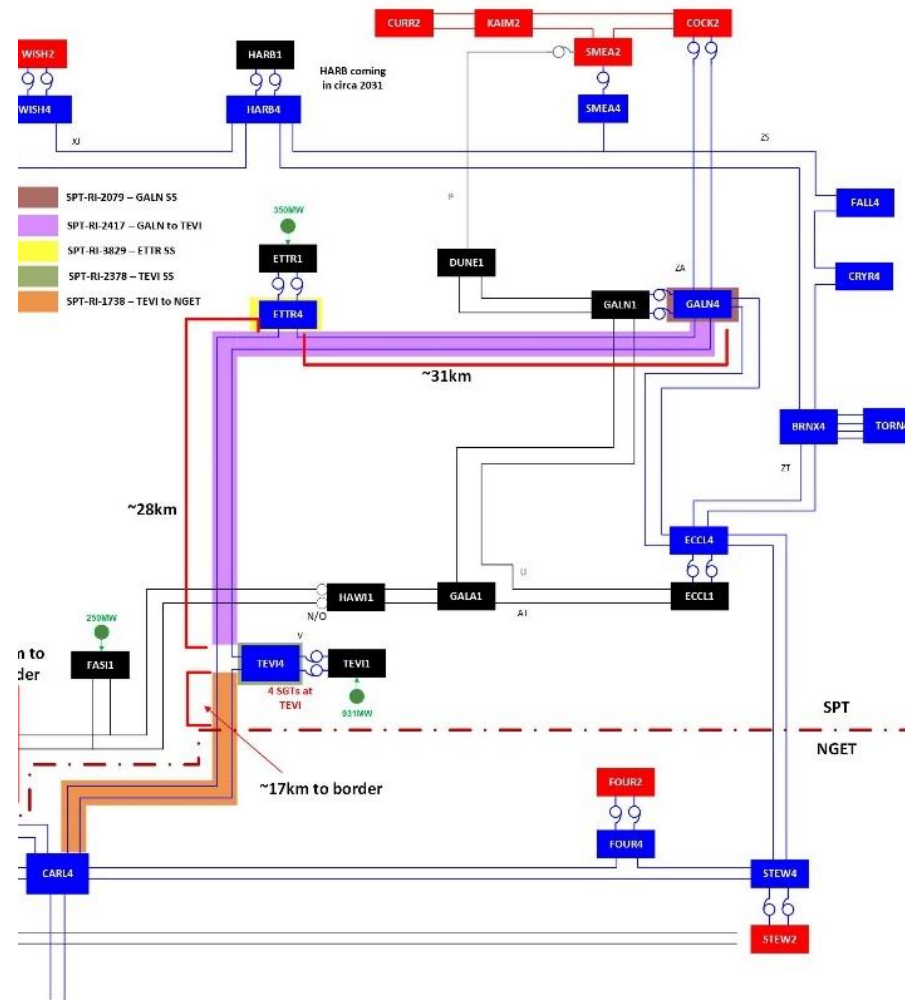 CURR2
KAIM2
COCK2
WISH2
HARB1
SMEA2
HARB coming
in circa 2031
WISH4
HARB4
SMEA4
XJ
ZS
SPT-RI-2079 – GALN SS
SPT-RI-2417 – GALN to TEVI
SPT-RI-3829 – ETTR SS
SPT-RI-2378 – TEVI SS
SPT-RI-1738 – TEVI to NGET
FALL4
350MW
ETTR1
DUNE1
ZA
CRYR4
ETTR4
GALN1
GALN4
~31km
BRNX4
TORN4
ZT
~28km
ECCL4
U
HAWI1
GALA1
ECCL1
N/O
AT
250MW
V
FASI1
TEVI4
TEVI1
to
der
4 SGTs at
TEVI
931MW
SPT
NGET
~17km to border
FOUR2
FOUR4
CARL4
STEW4
STEW2